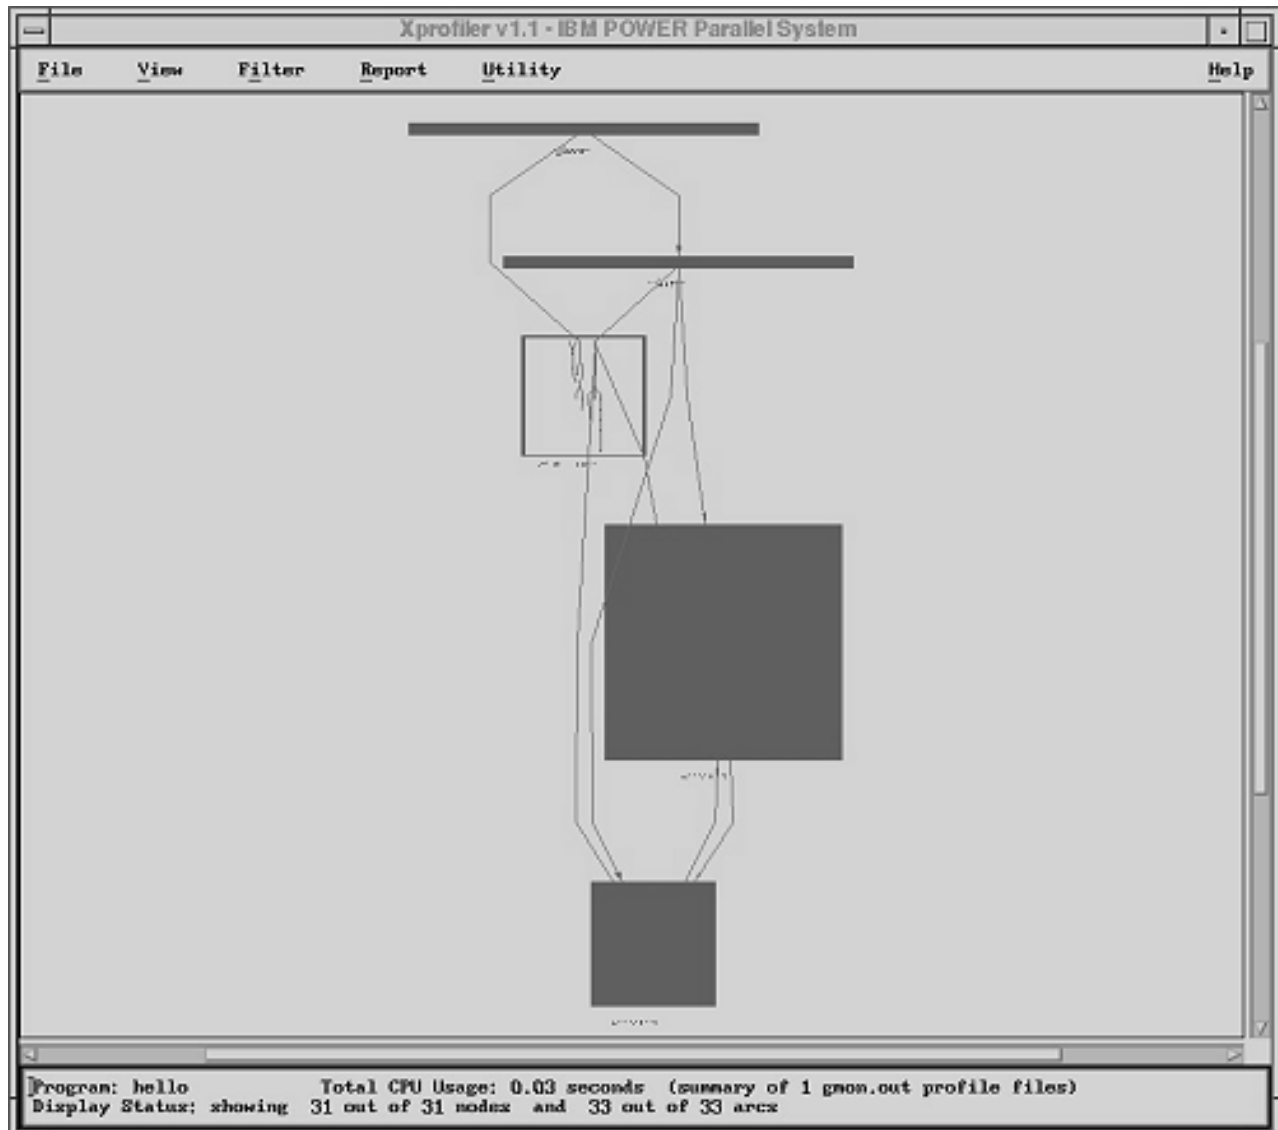 Xprofiler v1.1 - IBM POWER Parallel System
File View Filter Report Utility Help
Program: hello Total CPU Usage: 0.03 seconds (summary of 1 gmon.out profile files)
Display Status: showing 31 out of 31 nodes and 33 out of 33 arcs